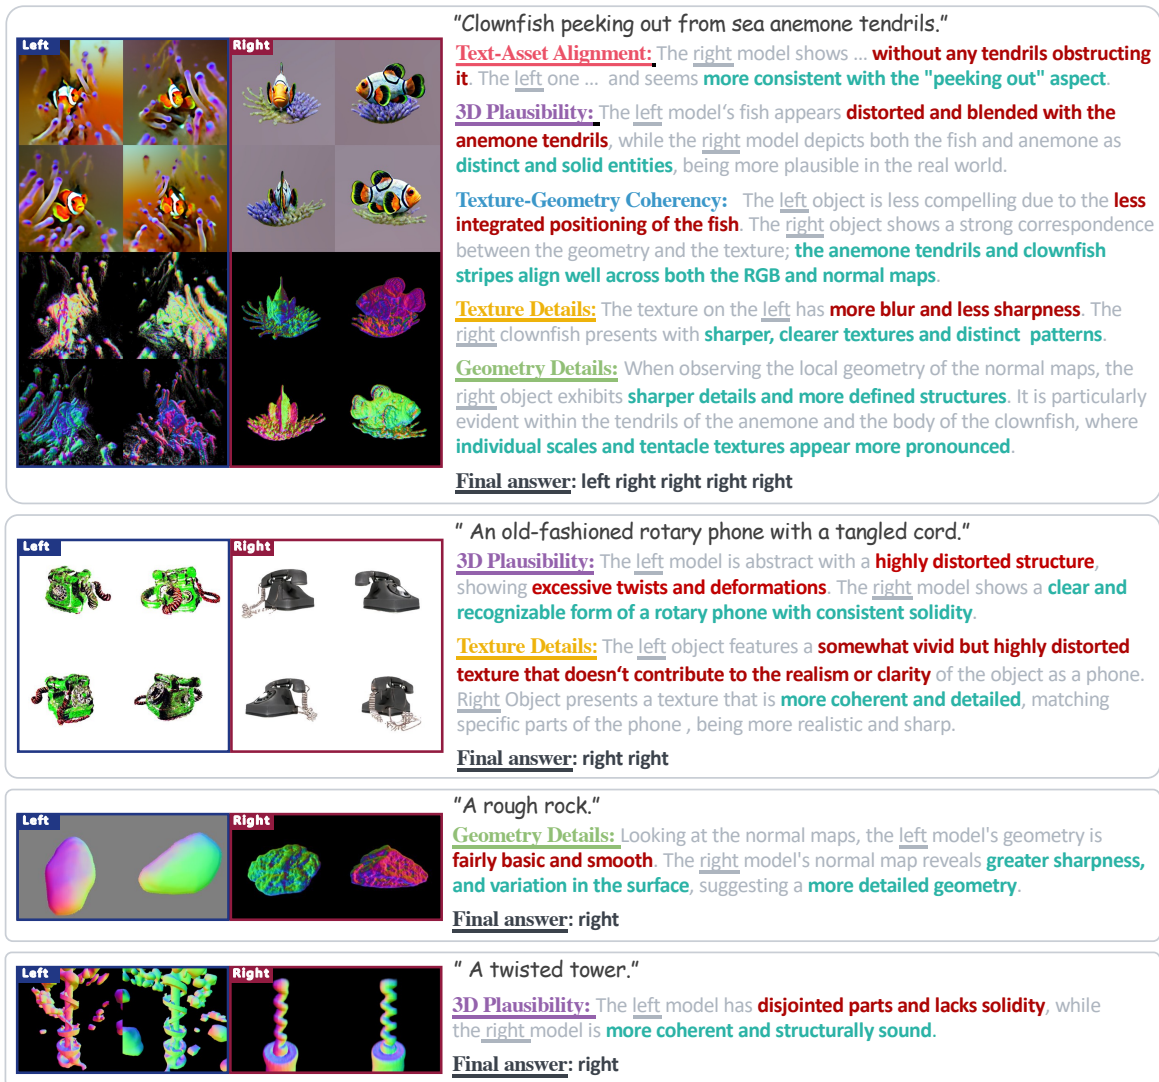 "Clownfish peeking out from sea anemone tendrils."
Left
Right
Text-Asset Alignment: The right model shows ... without any tendrils obstructing
it. The left one ... and seems more consistent with the "peeking out" aspect.
3D Plausibility: The left model's fish appears distorted and blended with the
anemone tendrils, while the right model depicts both the fish and anemone as
distinct and solid entities, being more plausible in the real world.
Texture-Geometry Coherency: The left object is less compelling due to the less
integrated positioning of the fish. The right object shows a strong correspondence
between the geometry and the texture; the anemone tendrils and clownfish
stripes align well across both the RGB and normal maps.
Texture Details: The texture on the left has more blur and less sharpness. The
right clownfish presents with sharper, clearer textures and distinct patterns.
Geometry Details: When observing the local geometry of the normal maps, the
right object exhibits sharper details and more defined structures. It is particularly
evident within the tendrils of the anemone and the body of the clownfish, where
individual scales and tentacle textures appear more pronounced.
Final answer: left right right right right
" An old-fashioned rotary phone with a tangled cord."
Left
Right
3D Plausibility: The left model is abstract with a highly distorted structure,
showing excessive twists and deformations. The right model shows a clear and
recognizable form of a rotary phone with consistent solidity.
Texture Details: The left object features a somewhat vivid but highly distorted
texture that doesn't contribute to the realism or clarity of the object as a phone.
Right Object presents a texture that is more coherent and detailed, matching
specific parts of the phone , being more realistic and sharp.
Final answer: right right
"A rough rock."
Left
Right
Geometry Details: Looking at the normal maps, the left model's geometry is
fairly basic and smooth. The right model's normal map reveals greater sharpness,
and variation in the surface, suggesting a more detailed geometry.
Final answer: right
" A twisted tower."
Left
Right
3D Plausibility: The left model has disjointed parts and lacks solidity, while
the right model is more coherent and structurally sound.
Final answer: right